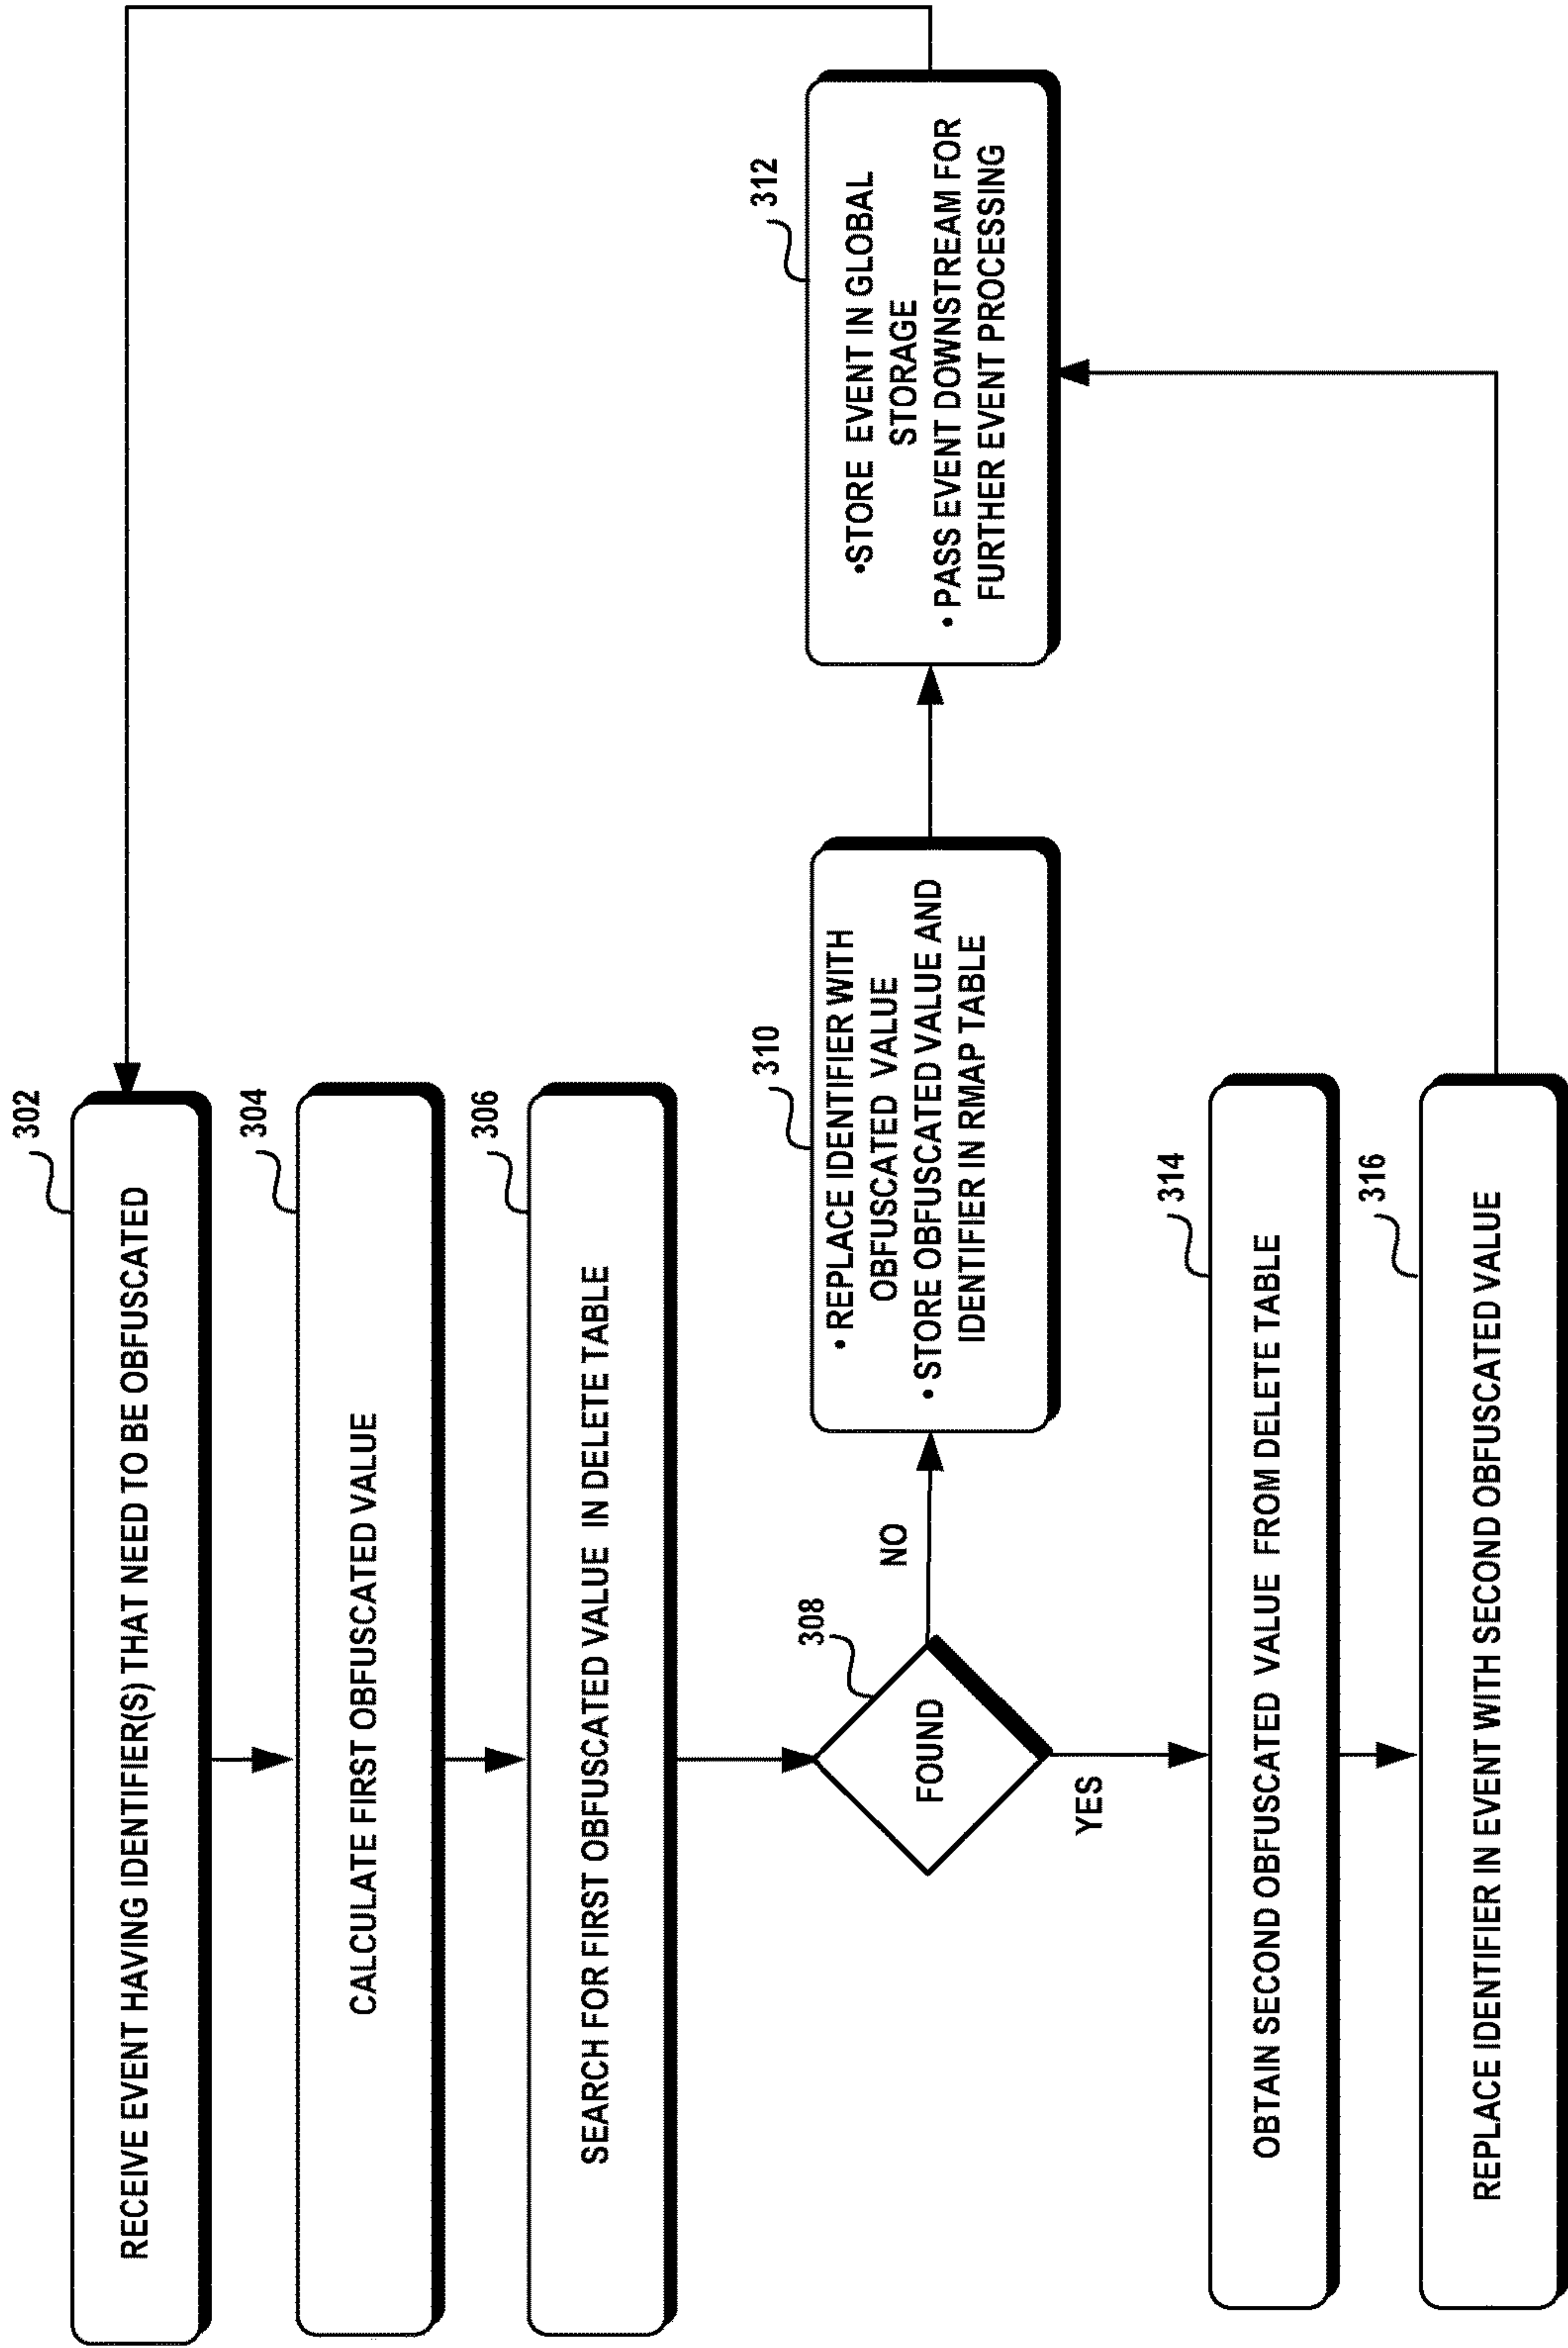 302
RECEIVE EVENT HAVING IDENTIFIER(S) THAT NEED TO BE OBFUSCATED
304
CALCULATE FIRST OBFUSCATED VALUE
306
SEARCH FOR FIRST OBFUSCATED VALUE IN DELETE TABLE
308
FOUND
NO
310
• REPLACE IDENTIFIER WITH
OBFUSCATED VALUE
• STORE OBFUSCATED VALUE AND
IDENTIFIER IN RMAP TABLE
312
•STORE EVENT IN GLOBAL
STORAGE
• PASS EVENT DOWNSTREAM FOR
FURTHER EVENT PROCESSING
YES
314
OBTAIN SECOND OBFUSCATED VALUE FROM DELETE TABLE
316
REPLACE IDENTIFIER IN EVENT WITH SECOND OBFUSCATED VALUE